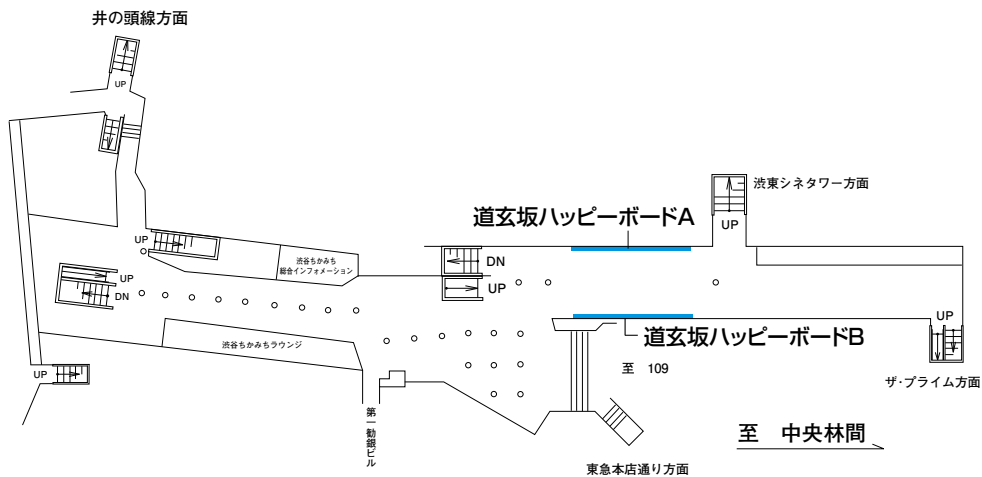 井の頭線方面
UP
渋東シネタワー方面
道玄坂ハッピーボードA
UP
UP
渋谷ちかみち
総合インフォメーション
DN
UP
UP
DN
UP
道玄坂ハッピーボードB
渋谷ちかみちラウンジ
至 109
UP
ザ・プライム方面
第一勧銀ビル
至 中央林間
東急本店通り方面